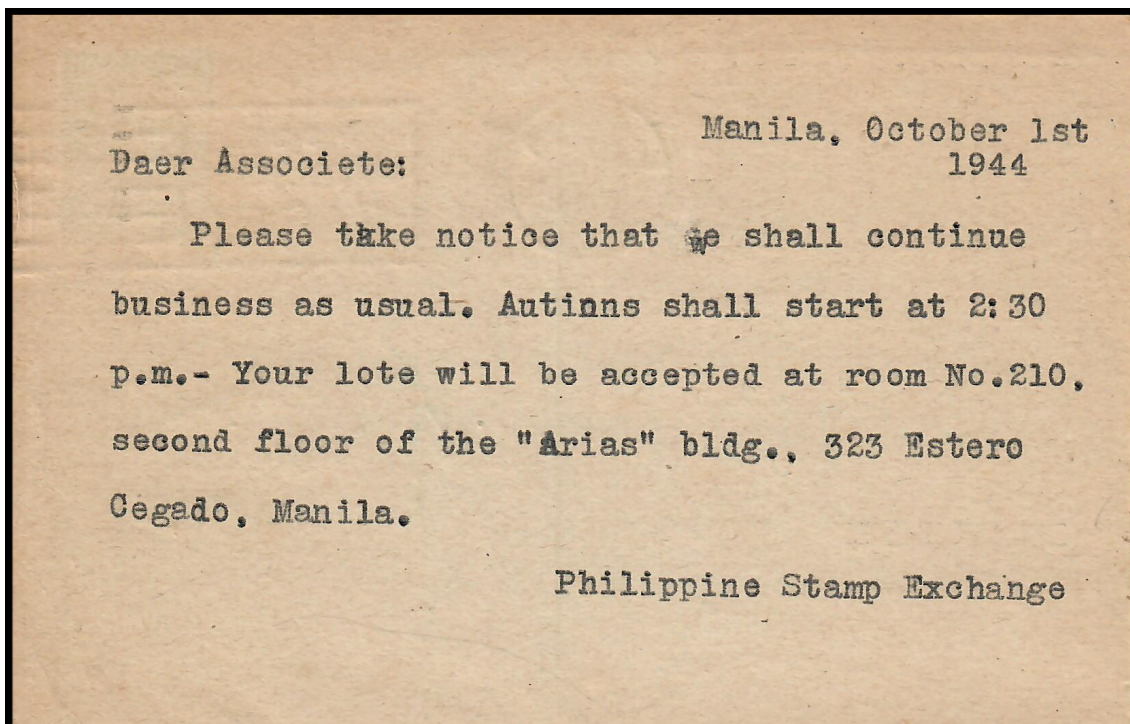 Manila, October 1st
1944
Daer Associete:
Please take notice that we shall continue
business as usual. Autinns shall start at 2:30
p.m.- Your lote will be accepted at room No.210,
second floor of the "Arias" bldg., 323 Estero
Cegado, Manila.
Philippine Stamp Exchange